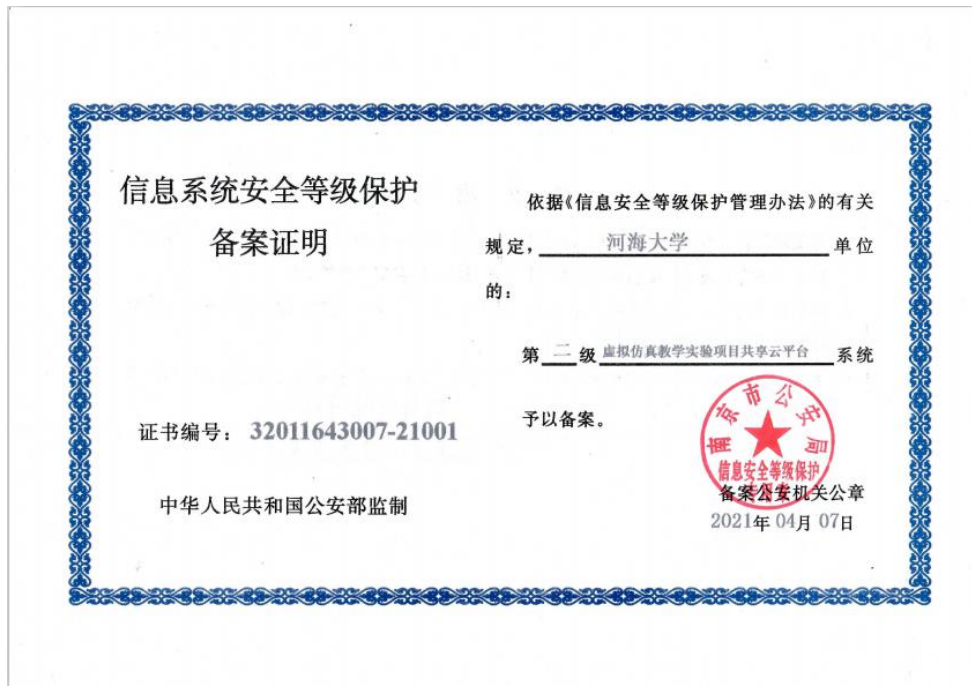 信息系统安全等级保护
备案证明
证书编号： 32011643007-21001
中华人民共和国公安部监制
依据《信息安全等级保护管理办法》的有关
规定， 河海大学 单位
的：
第 二 级 虚拟仿真教学实验项目共享云平台 系统
予以备案。
南京市公安局
信息安全等级保护
专用章
备案公安机关公章
2021年 04月 07日